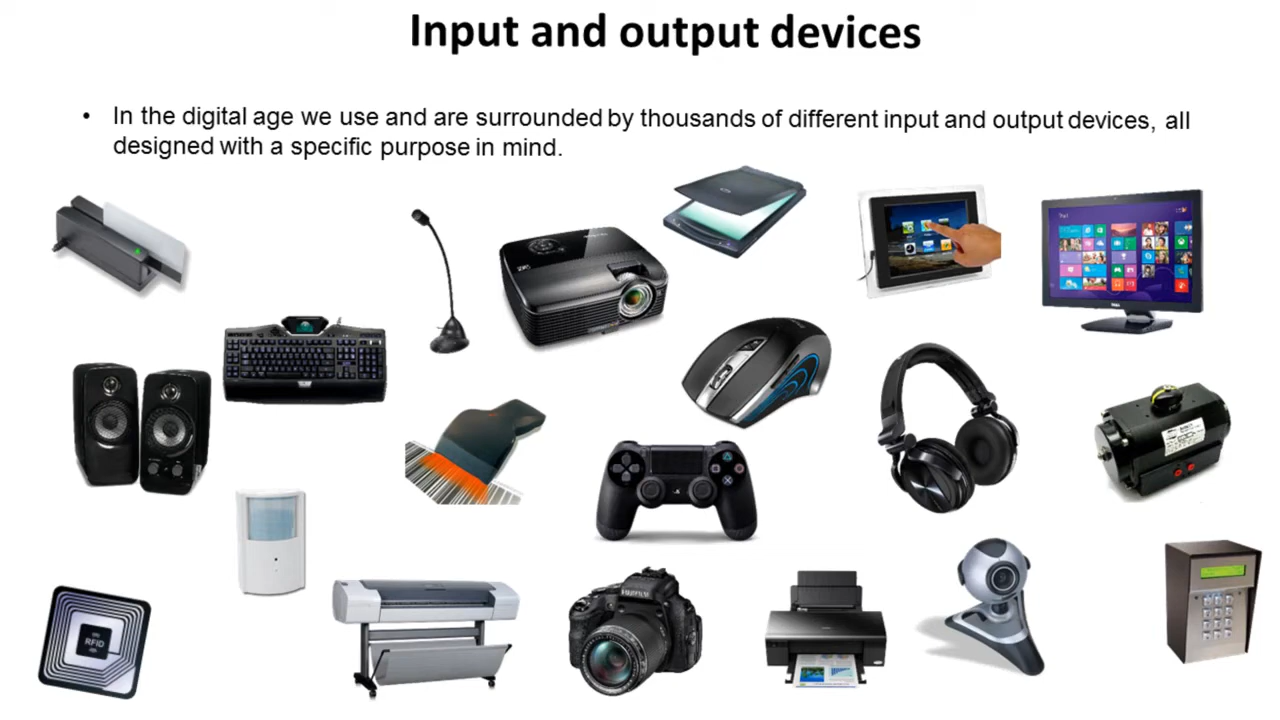 Input and output devices
• In the digital age we use and are surrounded by thousands of different input and output devices, all
designed with a specific purpose in mind.
RFID
FUJIFILM